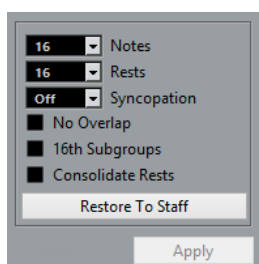 16 Notes
16 Rests
Off Syncopation
No Overlap
16th Subgroups
Consolidate Rests
Restore To Staff
Apply